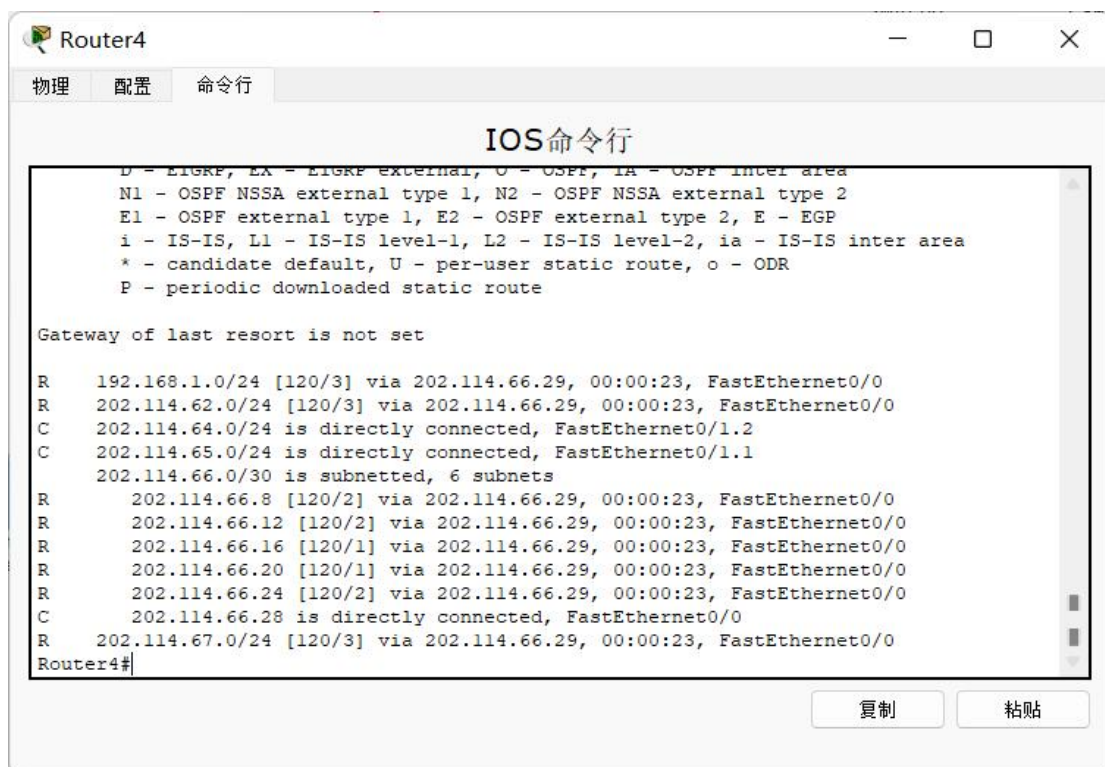 Router4
物理 配置 命令行
IOS命令行
D - EIGRP, EX - EIGRP external, O - OSPF, IA - OSPF inter area
N1 - OSPF NSSA external type 1, N2 - OSPF NSSA external type 2
E1 - OSPF external type 1, E2 - OSPF external type 2, E - EGP
i - IS-IS, L1 - IS-IS level-1, L2 - IS-IS level-2, ia - IS-IS inter area
* - candidate default, U - per-user static route, o - ODR
P - periodic downloaded static route
Gateway of last resort is not set
R 192.168.1.0/24 [120/3] via 202.114.66.29, 00:00:23, FastEthernet0/0
R 202.114.62.0/24 [120/3] via 202.114.66.29, 00:00:23, FastEthernet0/0
C 202.114.64.0/24 is directly connected, FastEthernet0/1.2
C 202.114.65.0/24 is directly connected, FastEthernet0/1.1
202.114.66.0/30 is subnetted, 6 subnets
R 202.114.66.8 [120/2] via 202.114.66.29, 00:00:23, FastEthernet0/0
R 202.114.66.12 [120/2] via 202.114.66.29, 00:00:23, FastEthernet0/0
R 202.114.66.16 [120/1] via 202.114.66.29, 00:00:23, FastEthernet0/0
R 202.114.66.20 [120/1] via 202.114.66.29, 00:00:23, FastEthernet0/0
R 202.114.66.24 [120/2] via 202.114.66.29, 00:00:23, FastEthernet0/0
C 202.114.66.28 is directly connected, FastEthernet0/0
R 202.114.67.0/24 [120/3] via 202.114.66.29, 00:00:23, FastEthernet0/0
Router4#
复制 粘贴